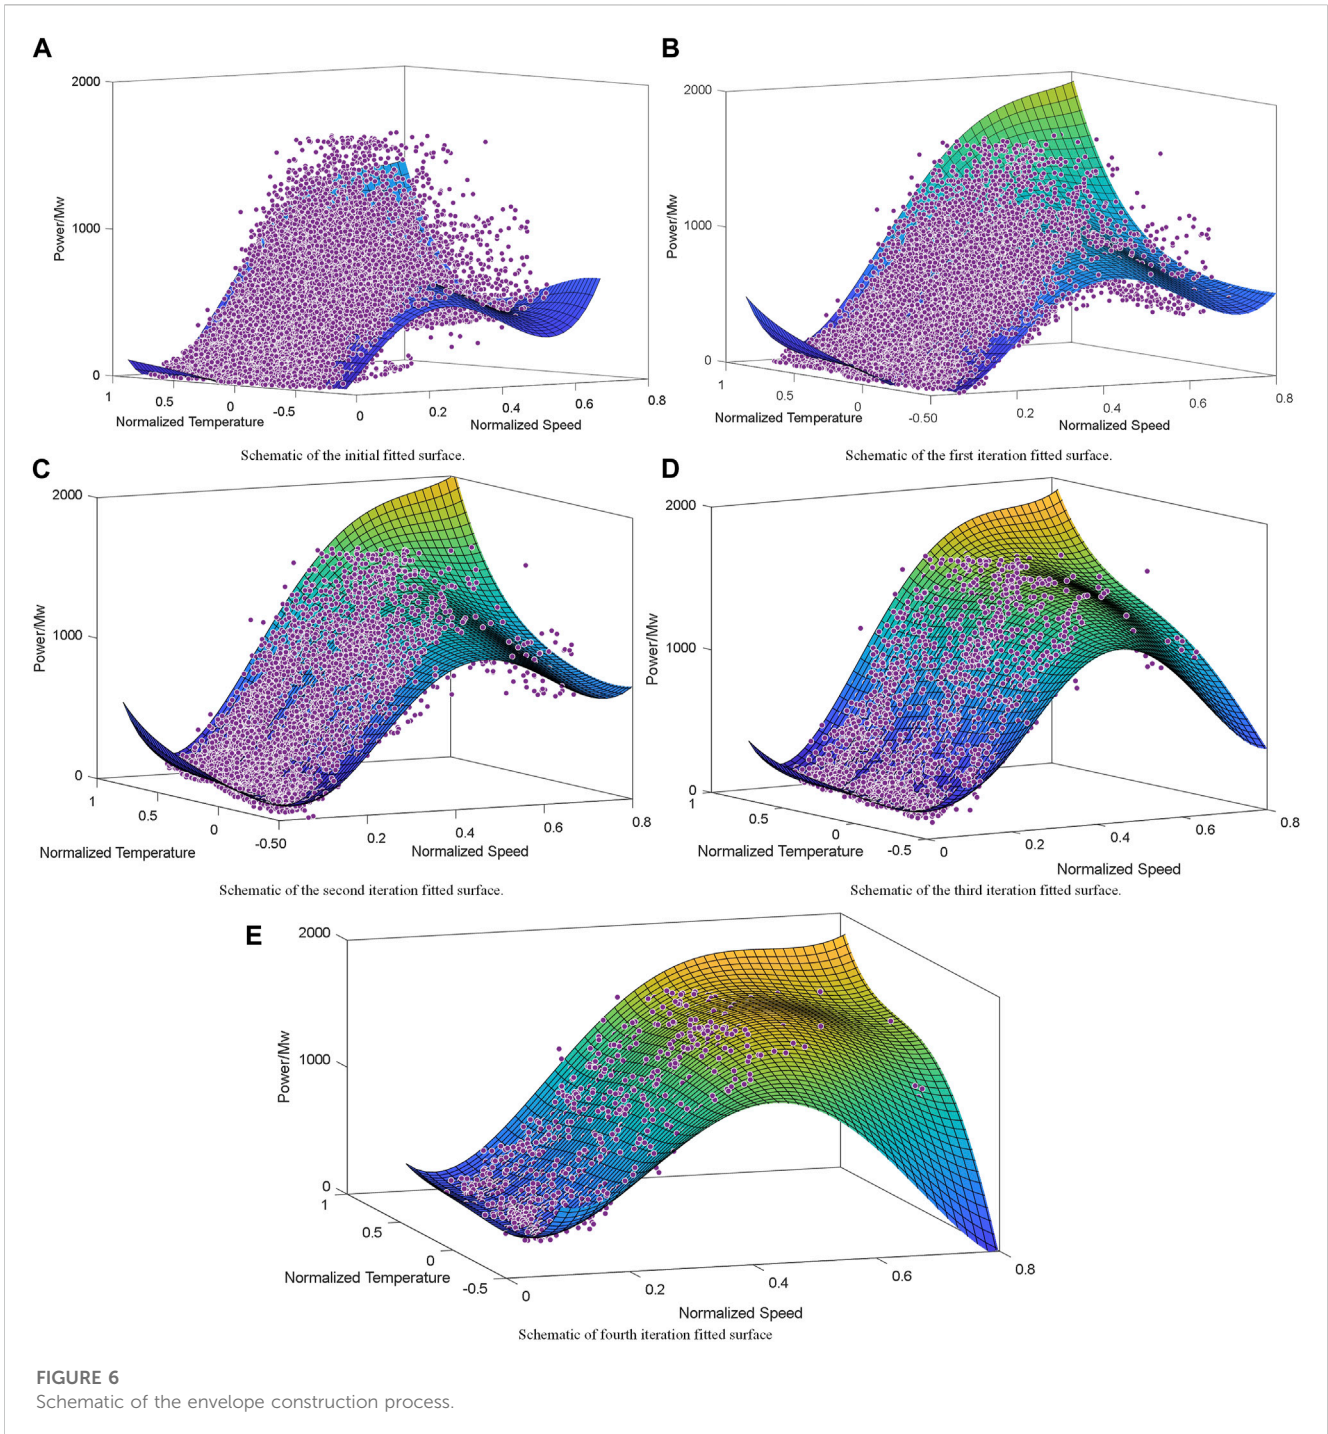 A
2000
1000
0
Power/Mw
1
0.5
0
-0.5
0
0.2
0.4
0.6
0.8
Normalized Temperature
Normalized Speed
Schematic of the initial fitted surface.
B
2000
1000
0
Power/Mw
1
0.5
0
-0.50
0.2
0.4
0.6
0.8
Normalized Temperature
Normalized Speed
Schematic of the first iteration fitted surface.
C
2000
1000
0
Power/Mw
1
0.5
0
-0.50
0.2
0.4
0.6
0.8
Normalized Temperature
Normalized Speed
Schematic of the second iteration fitted surface.
D
2000
1000
0
Power/Mw
1
0.5
0
-0.5
0
0.2
0.4
0.6
0.8
Normalized Temperature
Normalized Speed
Schematic of the third iteration fitted surface.
E
2000
1000
0
Power/Mw
1
0.5
0
-0.5
0
0.2
0.4
0.6
0.8
Normalized Temperature
Normalized Speed
Schematic of fourth iteration fitted surface
FIGURE 6
Schematic of the envelope construction process.